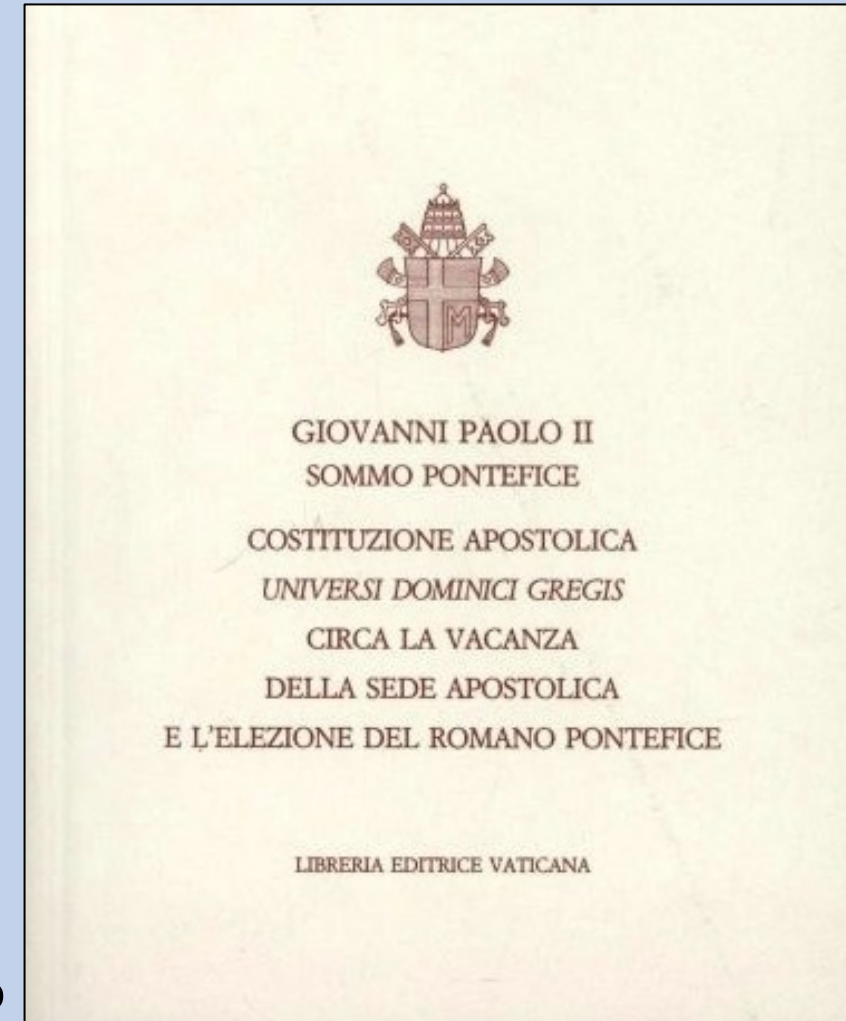 GIOVANNI PAOLO II
SOMMO PONTEFICE
COSTITUZIONE APOSTOLICA
UNIVERSI DOMINICI GREGIS
CIRCA LA VACANZA
DELLA SEDE APOSTOLICA
E L'ELEZIONE DEL ROMANO PONTEFICE
LIBRERIA EDITRICE VATICANA